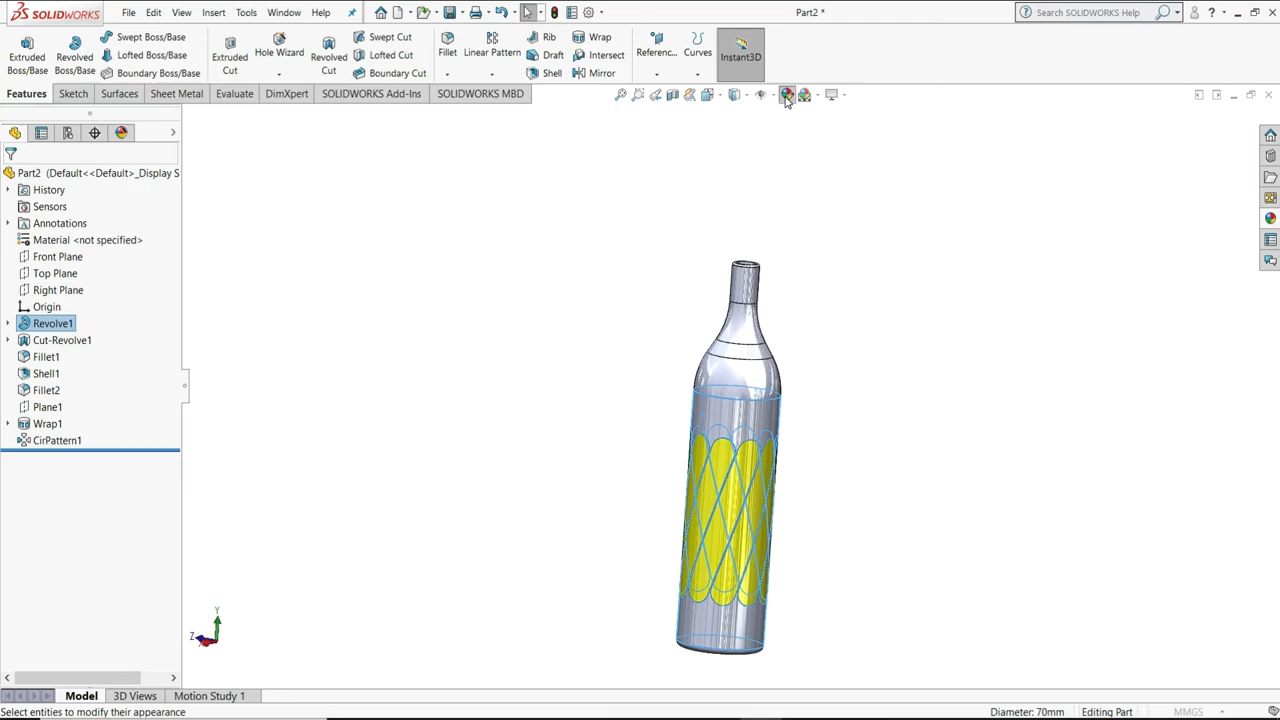 SOLIDWORKS
File Edit View Insert Tools Window Help
Part2 *
Search SOLIDWORKS Help
Extruded Boss/Base
Revolved Boss/Base
Swept Boss/Base
Lofted Boss/Base
Boundary Boss/Base
Extruded Cut
Hole Wizard
Revolved Cut
Swept Cut
Lofted Cut
Boundary Cut
Fillet
Linear Pattern
Rib
Draft
Shell
Wrap
Intersect
Mirror
Referenc...
Curves
Instant3D
Features Sketch Surfaces Sheet Metal Evaluate DimXpert SOLIDWORKS Add-Ins SOLIDWORKS MBD
Part2 (Default<<Default>_Display S
History
Sensors
Annotations
Material <not specified>
Front Plane
Top Plane
Right Plane
Origin
Revolve1
Cut-Revolve1
Fillet1
Shell1
Fillet2
Plane1
Wrap1
CirPattern1
Y
Z
Model 3D Views Motion Study 1
Select entities to modify their appearance
Diameter: 70mm Editing Part MMGS